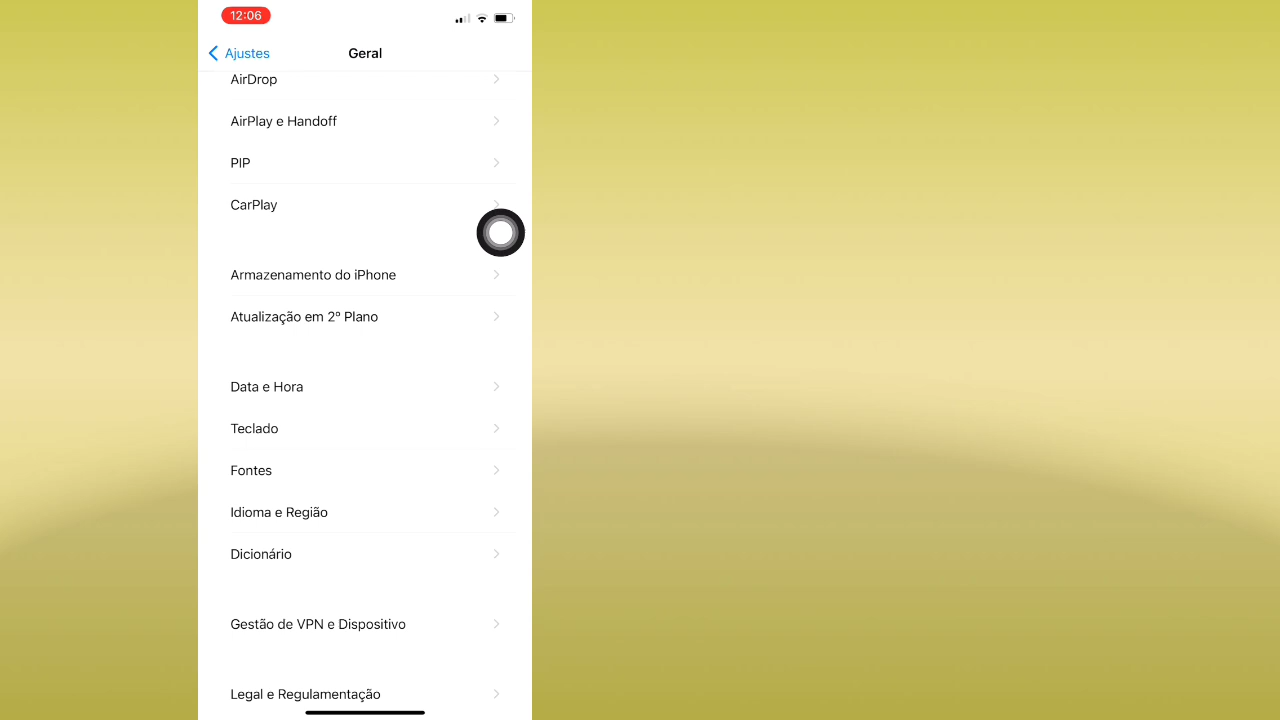 12:06
Ajustes
Geral
AirDrop
AirPlay e Handoff
PIP
CarPlay
Armazenamento do iPhone
Atualização em 2º Plano
Data e Hora
Teclado
Fontes
Idioma e Região
Dicionário
Gestão de VPN e Dispositivo
Legal e Regulamentação